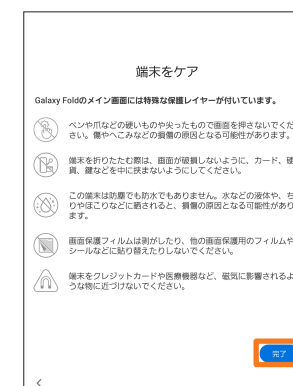 端末をケア
Galaxy Foldのメイン画面には特殊な保護レイヤーが付いています。
ペンや爪などの硬いものや尖ったもので画面を押さないでくだ
さい。傷やへこみなどの損傷の原因となる可能性があります。
端末を折りたたむ際は、画面が破損しないように、カード、硬
貨、鍵などを中に挟まないようにしてください。
この端末は防塵でも防水でもありません。水などの液体や、ち
りやほこりなどに晒されると、損傷の原因となる可能性があり
ます。
画面保護フィルムは剥がしたり、他の画面保護用のフィルムや
シールなどに貼り替えたりしないでください。
端末をクレジットカードや医療機器など、磁気に影響されるよ
うな物に近づけないでください。
完了